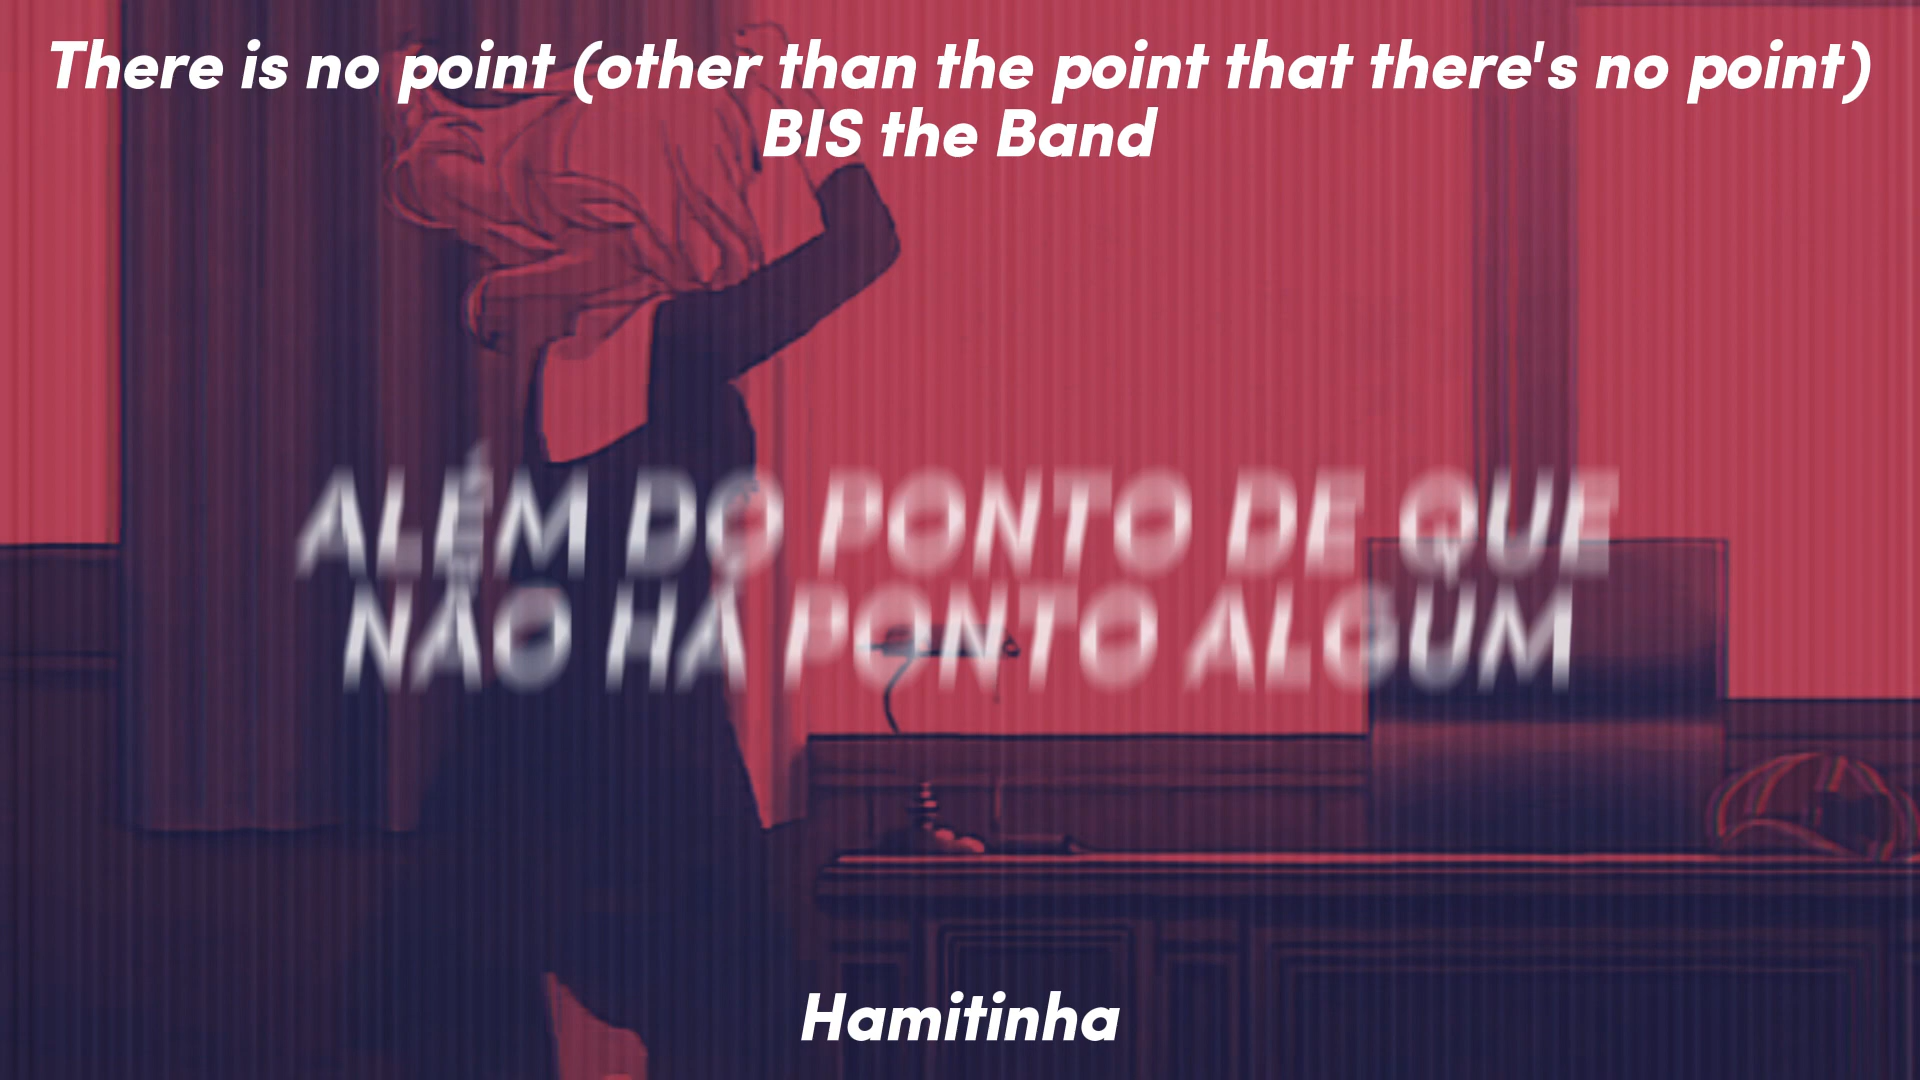 There is no point (other than the point that there's no point)
BIS the Band
ALÉM DO PONTO DE QUE
NÃO HÁ PONTO ALGUM
Hamitinha